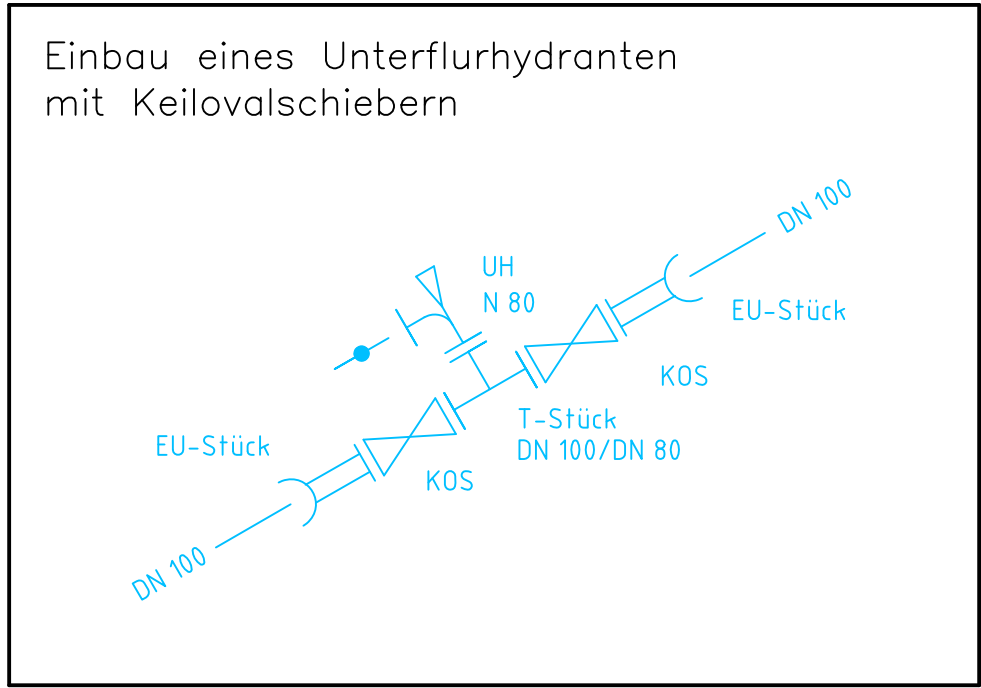 Einbau eines Unterflurhydranten
mit Keilovalschiebern
DN 100
UH
N 80
EU-Stück
KOS
T-Stück
DN 100/DN 80
EU-Stück
KOS
DN 100